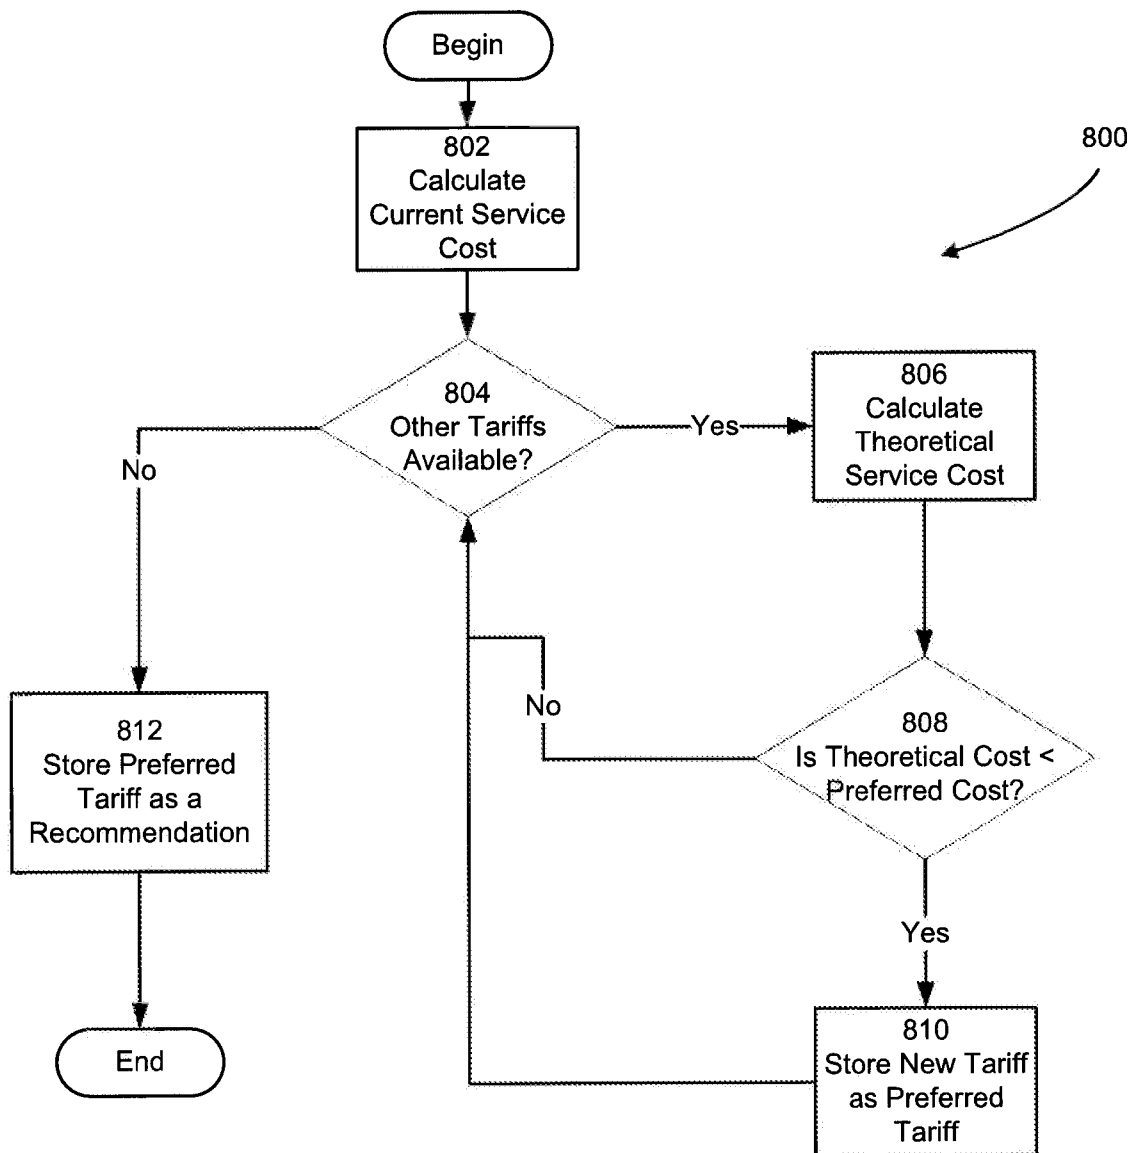 Begin
800
802
Calculate
Current Service
Cost
804
Other Tariffs
Available?
Yes
No
806
Calculate
Theoretical
Service Cost
808
Is Theoretical Cost <
Preferred Cost?
No
Yes
812
Store Preferred
Tariff as a
Recommendation
810
Store New Tariff
as Preferred
Tariff
End